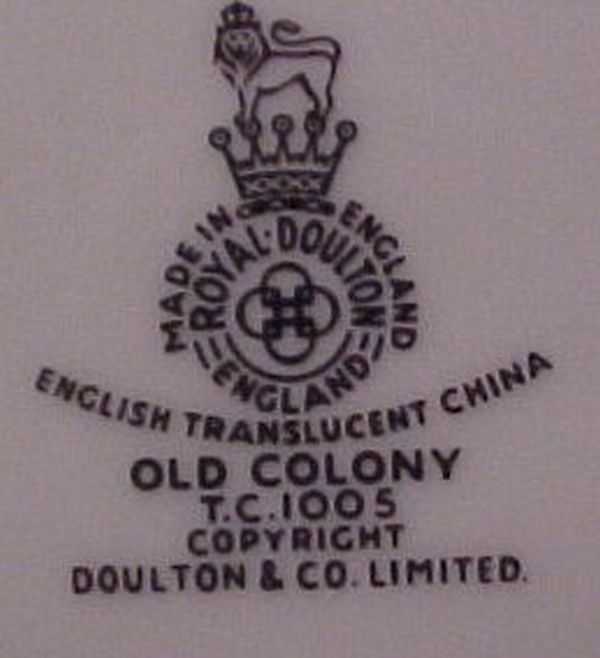 MADE IN ENGLAND
ROYAL·DOULTON
ENGLAND
ENGLISH TRANSLUCENT CHINA
OLD COLONY
T.C.1005
COPYRIGHT
DOULTON & CO. LIMITED.